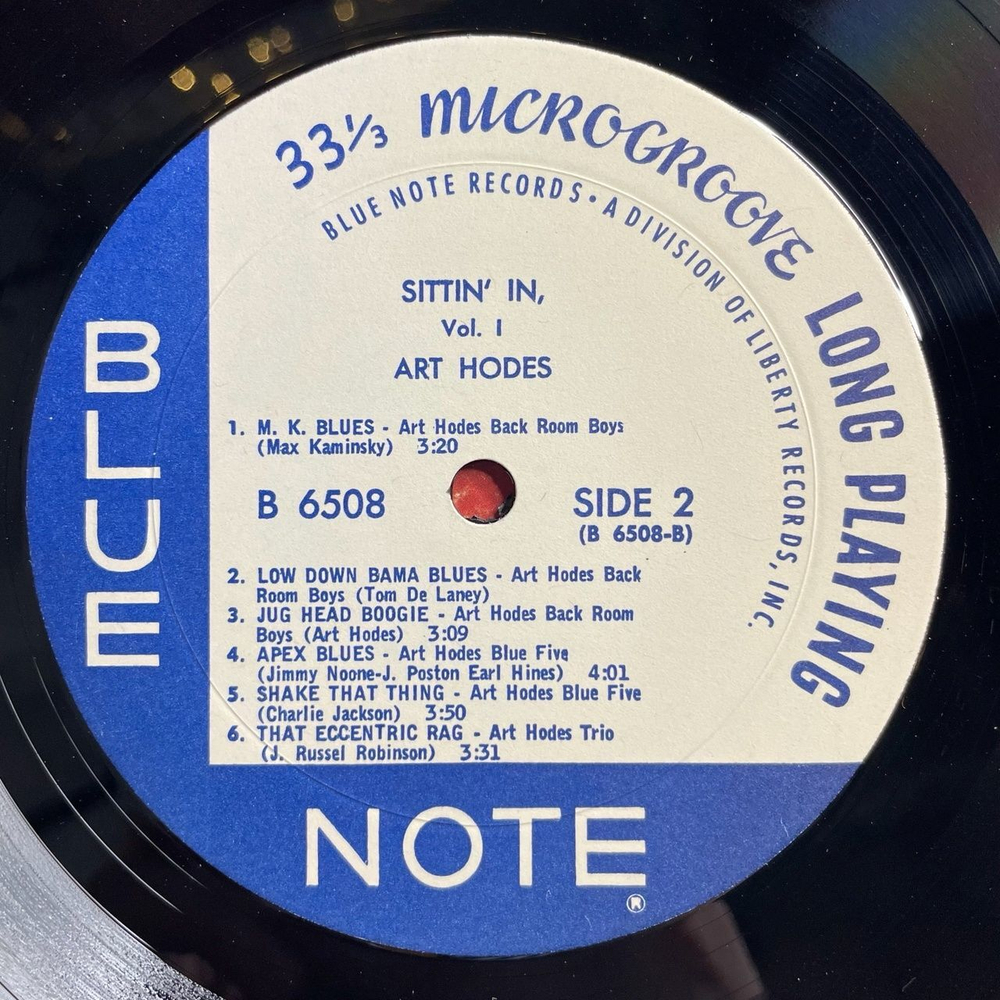 33⅓ MICROGROOVE LONG PLAYING
BLUE NOTE RECORDS • A DIVISION OF LIBERTY RECORDS, INC.
SITTIN' IN,
Vol. 1
ART HODES
1. M. K. BLUES - Art Hodes Back Room Boys
(Max Kaminsky) 3:20
B 6508
SIDE 2
(B 6508-B)
2. LOW DOWN BAMA BLUES - Art Hodes Back
Room Boys (Tom De Laney)
3. JUG HEAD BOOGIE - Art Hodes Back Room
Boys (Art Hodes) 3:09
4. APEX BLUES - Art Hodes Blue Five
(Jimmy Noone-J. Poston Earl Hines) 4:01
5. SHAKE THAT THING - Art Hodes Blue Five
(Charlie Jackson) 3:50
6. THAT ECCENTRIC RAG - Art Hodes Trio
(J. Russel Robinson) 3:31
BLUE
NOTE
®